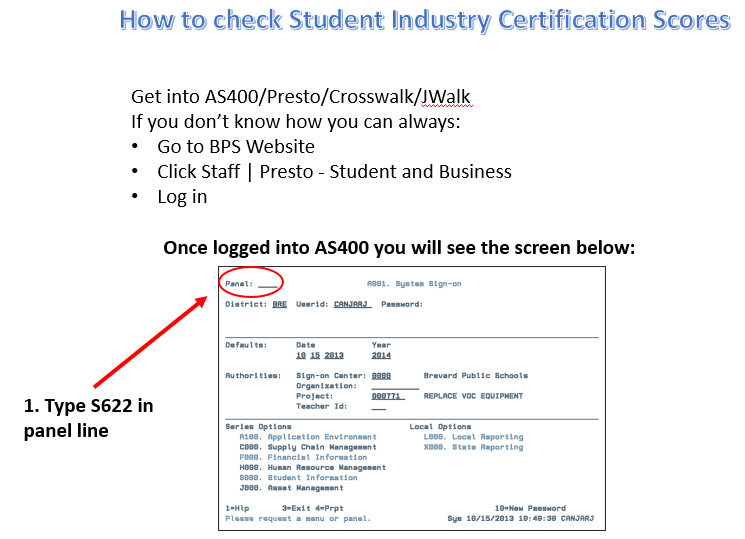 How to check Student Industry Certification Scores
Get into AS400/Presto/Crosswalk/JWalk
If you don't know how you can always:
• Go to BPS Website
• Click Staff | Presto - Student and Business
• Log in
Once logged into AS400 you will see the screen below:
Panel: ____ A001. System Sign-on
District: BRE Userid: CANJARJ_ Password:
Defaults: Date Year
10 15 2013 2014
Authorities: Sign-on Center: 0000 Brevard Public Schools
Organization:
Project: 000771_ REPLACE VOC EQUIPMENT
Teacher Id: ___
1. Type S622 in
panel line
Series Options Local Options
A100. Application Environment L000. Local Reporting
C000. Supply Chain Management X000. State Reporting
F000. Financial Information
H000. Human Resource Management
S000. Student Information
J000. Asset Management
1=Hlp 3=Exit 4=Prpt 10=New Password
Please request a menu or panel. Sys 10/15/2013 10:40:38 CANJARJ